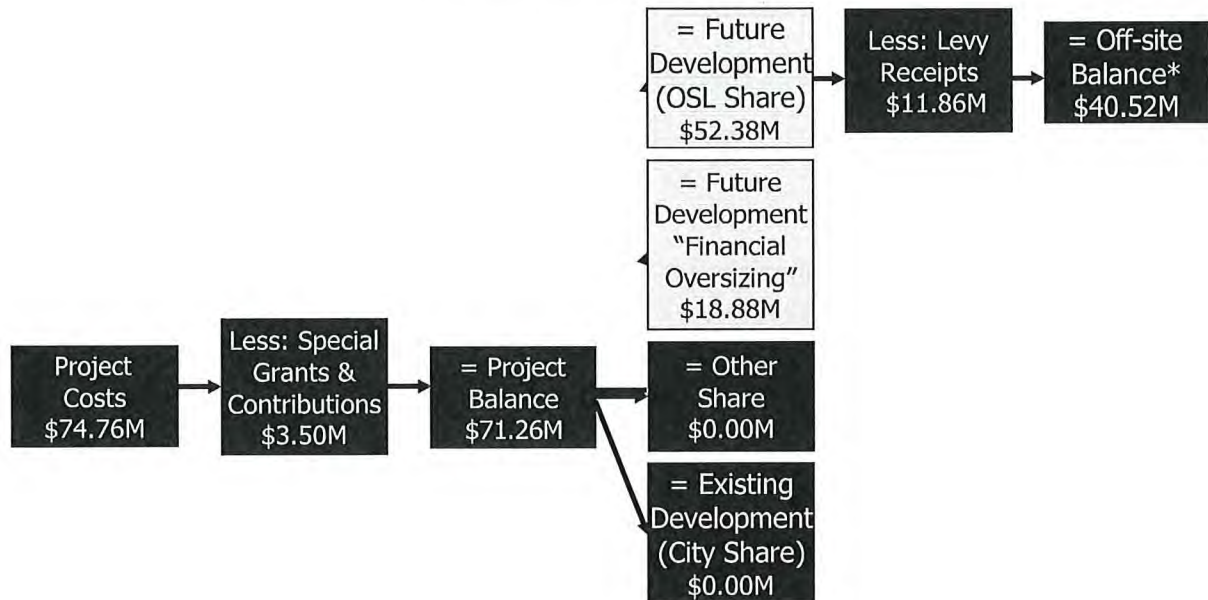 Project
Costs
$74.76M
Less: Special
Grants &
Contributions
$3.50M
= Project
Balance
$71.26M
= Future
Development
(OSL Share)
$52.38M
Less: Levy
Receipts
$11.86M
= Off-site
Balance*
$40.52M
= Future
Development
"Financial
Oversizing"
$18.88M
= Other
Share
$0.00M
= Existing
Development
(City Share)
$0.00M